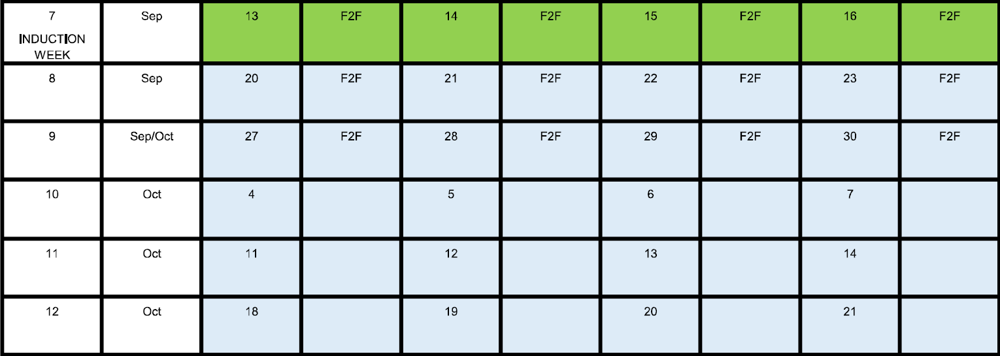 7 Sep 13 F2F 14 F2F 15 F2F 16 F2F
INDUCTION
WEEK
8 Sep 20 F2F 21 F2F 22 F2F 23 F2F
9 Sep/Oct 27 F2F 28 F2F 29 F2F 30 F2F
10 Oct 4 5 6 7
11 Oct 11 12 13 14
12 Oct 18 19 20 21